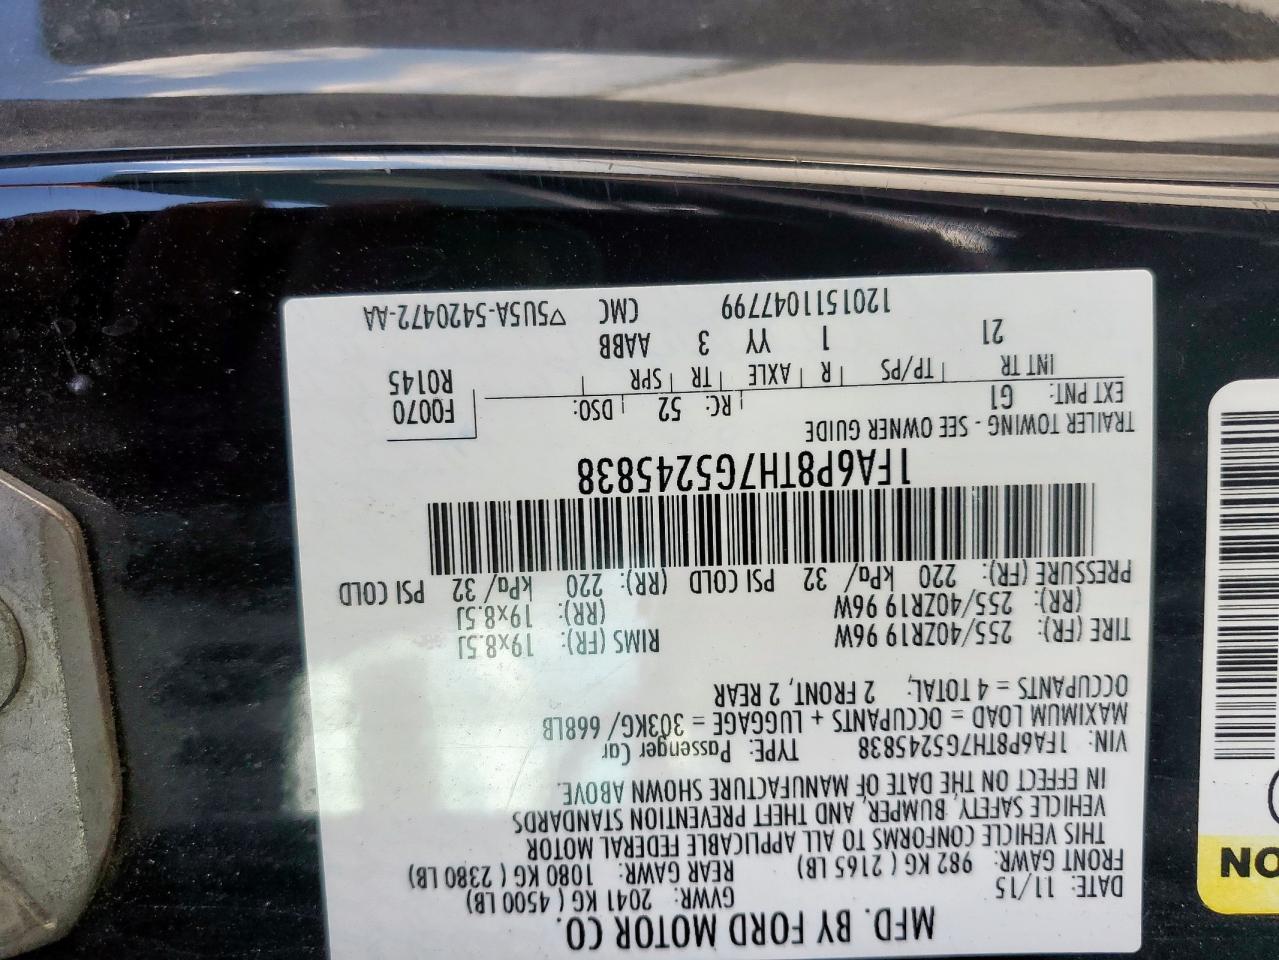 MFD. BY FORD MOTOR CO.
DATE: 11/15 GVWR: 2041 KG ( 4500 LB)
FRONT GAWR: 982 KG ( 2165 LB) REAR GAWR: 1080 KG ( 2380 LB)
THIS VEHICLE CONFORMS TO ALL APPLICABLE FEDERAL MOTOR
VEHICLE SAFETY, BUMPER, AND THEFT PREVENTION STANDARDS
IN EFFECT ON THE DATE OF MANUFACTURE SHOWN ABOVE.
VIN: 1FA6P8TH7G5245838 TYPE: Passenger Car
MAXIMUM LOAD = OCCUPANTS + LUGGAGE = 303KG/ 668LB
OCCUPANTS = 4 TOTAL; 2 FRONT, 2 REAR
TIRE (FR): 255/40ZR19 96W RIMS (FR): 19x8.5J
(RR): 255/40ZR19 96W (RR): 19x8.5J
PRESSURE (FR): 220 kPa/ 32 PSI COLD (RR): 220 kPa/ 32 PSI COLD
1FA6P8TH7G5245838
TRAILER TOWING - SEE OWNER GUIDE
EXT PNT: G1 RC: 52 DSO: F0070
INT TR TP/PS R AXLE TR SPR R0145
21 1 YY 3 AABB
1201511047799 CMC ▽5U5A-5420472-AA
NO